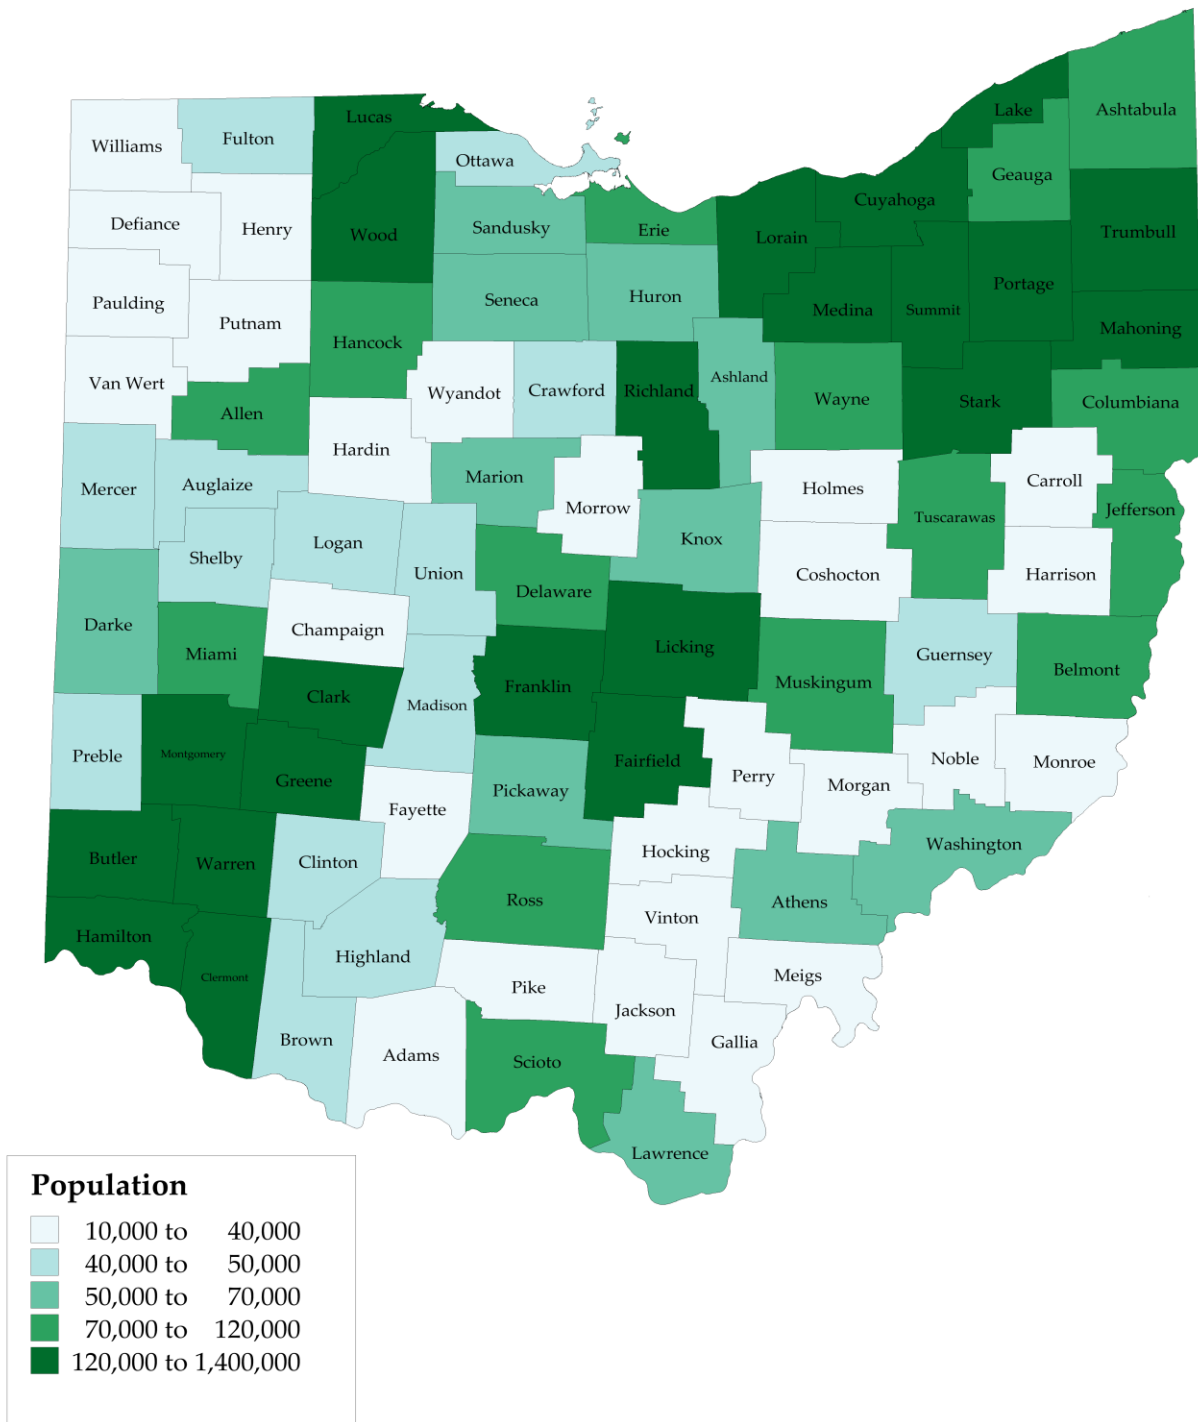 Lake
Ashtabula
Lucas
Fulton
Williams
Ottawa
Geauga
Cuyahoga
Defiance
Henry
Wood
Sandusky
Erie
Lorain
Trumbull
Paulding
Putnam
Seneca
Huron
Medina
Summit
Portage
Mahoning
Hancock
Van Wert
Allen
Wyandot
Crawford
Richland
Ashland
Wayne
Stark
Columbiana
Hardin
Mercer
Auglaize
Marion
Morrow
Holmes
Carroll
Jefferson
Tuscarawas
Shelby
Logan
Union
Knox
Coshocton
Harrison
Delaware
Darke
Miami
Champaign
Licking
Guernsey
Belmont
Muskingum
Clark
Madison
Franklin
Preble
Montgomery
Greene
Fairfield
Perry
Noble
Monroe
Fayette
Pickaway
Morgan
Butler
Warren
Clinton
Hocking
Washington
Ross
Athens
Vinton
Hamilton
Clermont
Highland
Pike
Meigs
Jackson
Brown
Adams
Gallia
Scioto
Lawrence
Population
10,000 to 40,000
40,000 to 50,000
50,000 to 70,000
70,000 to 120,000
120,000 to 1,400,000